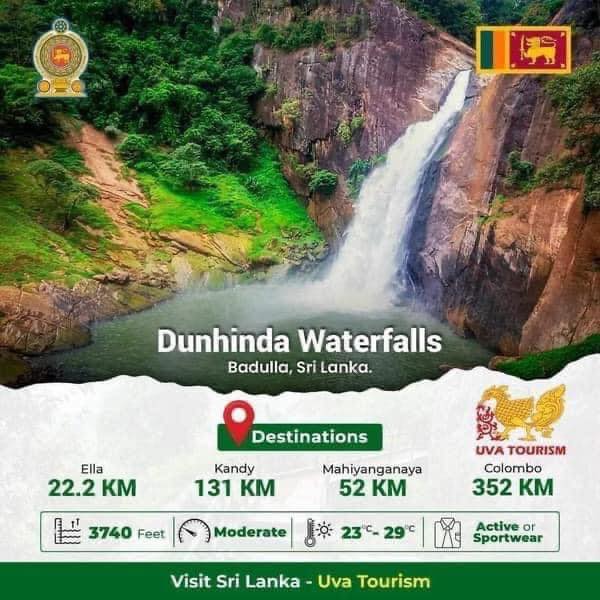 Dunhinda Waterfalls
Badulla, Sri Lanka.
Destinations
UVA TOURISM
Ella
22.2 KM
Kandy
131 KM
Mahiyanganaya
52 KM
Colombo
352 KM
3740 Feet
Moderate
23°C- 29°C
Active or
Sportwear
Visit Sri Lanka - Uva Tourism